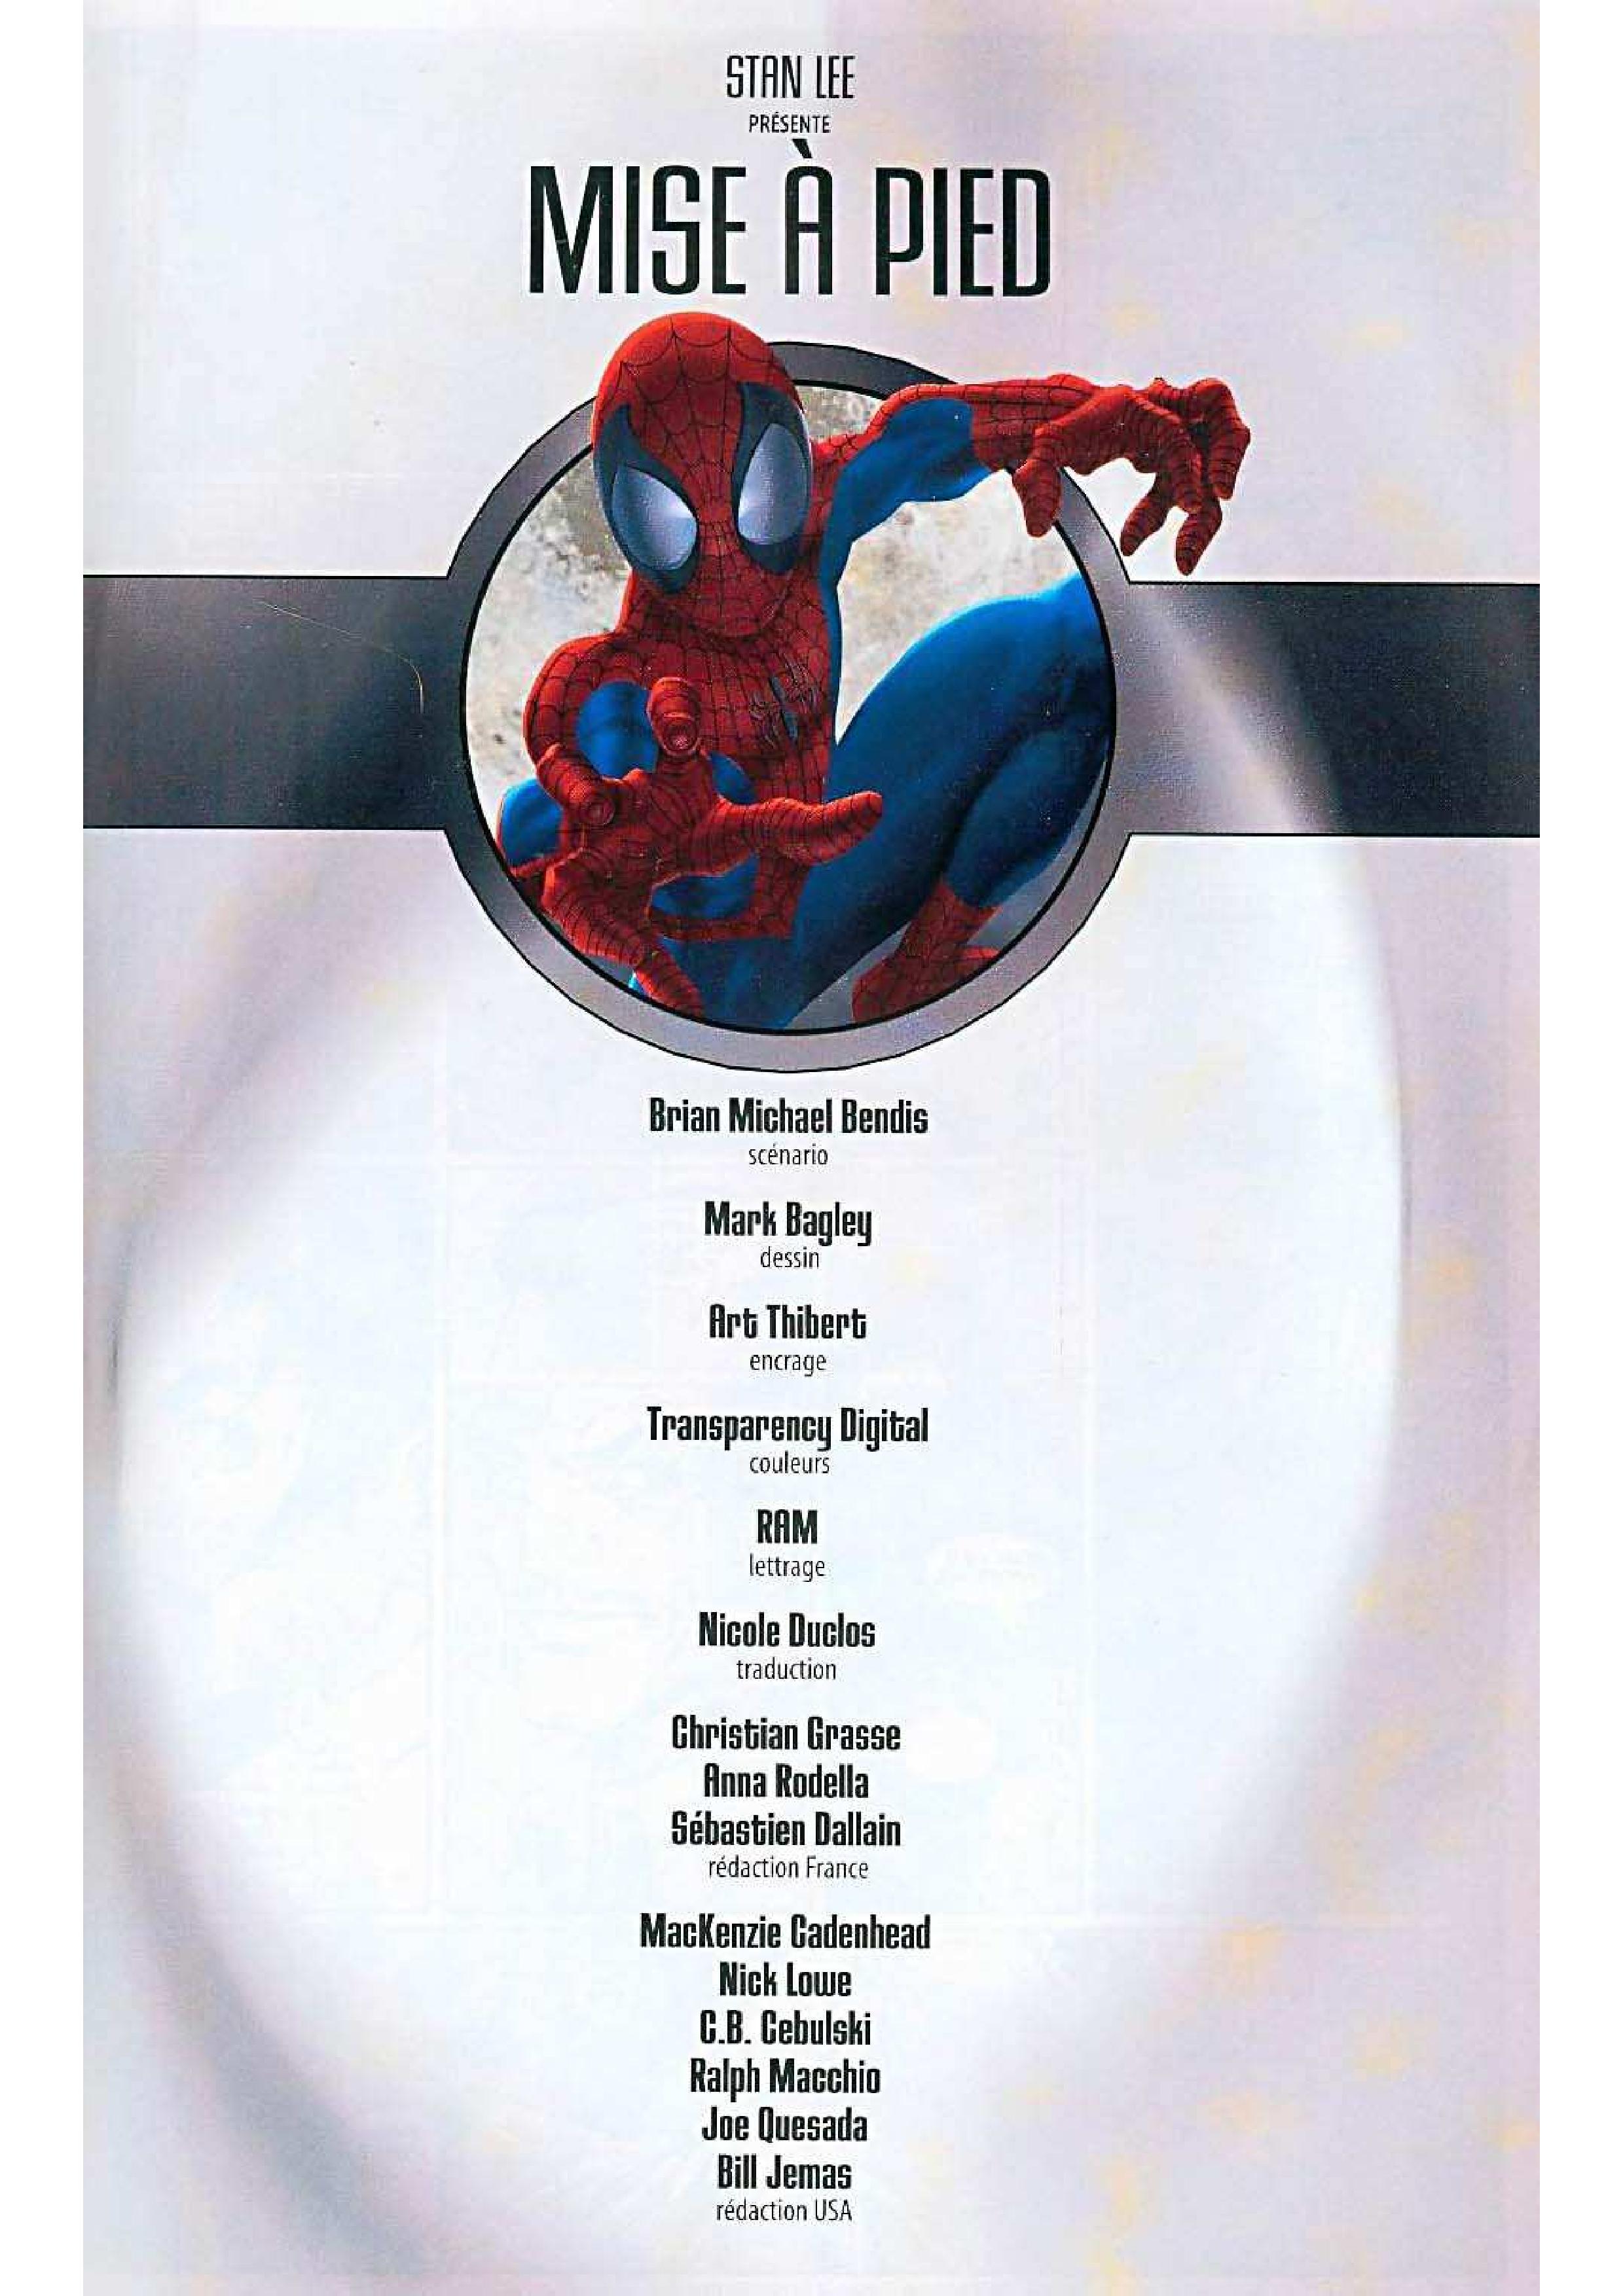 STAN LEE
PRÉSENTE
MISE À PIED
Brian Michael Bendis
scénario
Mark Bagley
dessin
Art Thibert
encrage
Transparency Digital
couleurs
RAM
lettrage
Nicole Duclos
traduction
Christian Grasse
Anna Rodella
Sébastien Dallain
rédaction France
MacKenzie Cadenhead
Nick Lowe
C.B. Cebulski
Ralph Macchio
Joe Quesada
Bill Jemas
rédaction USA